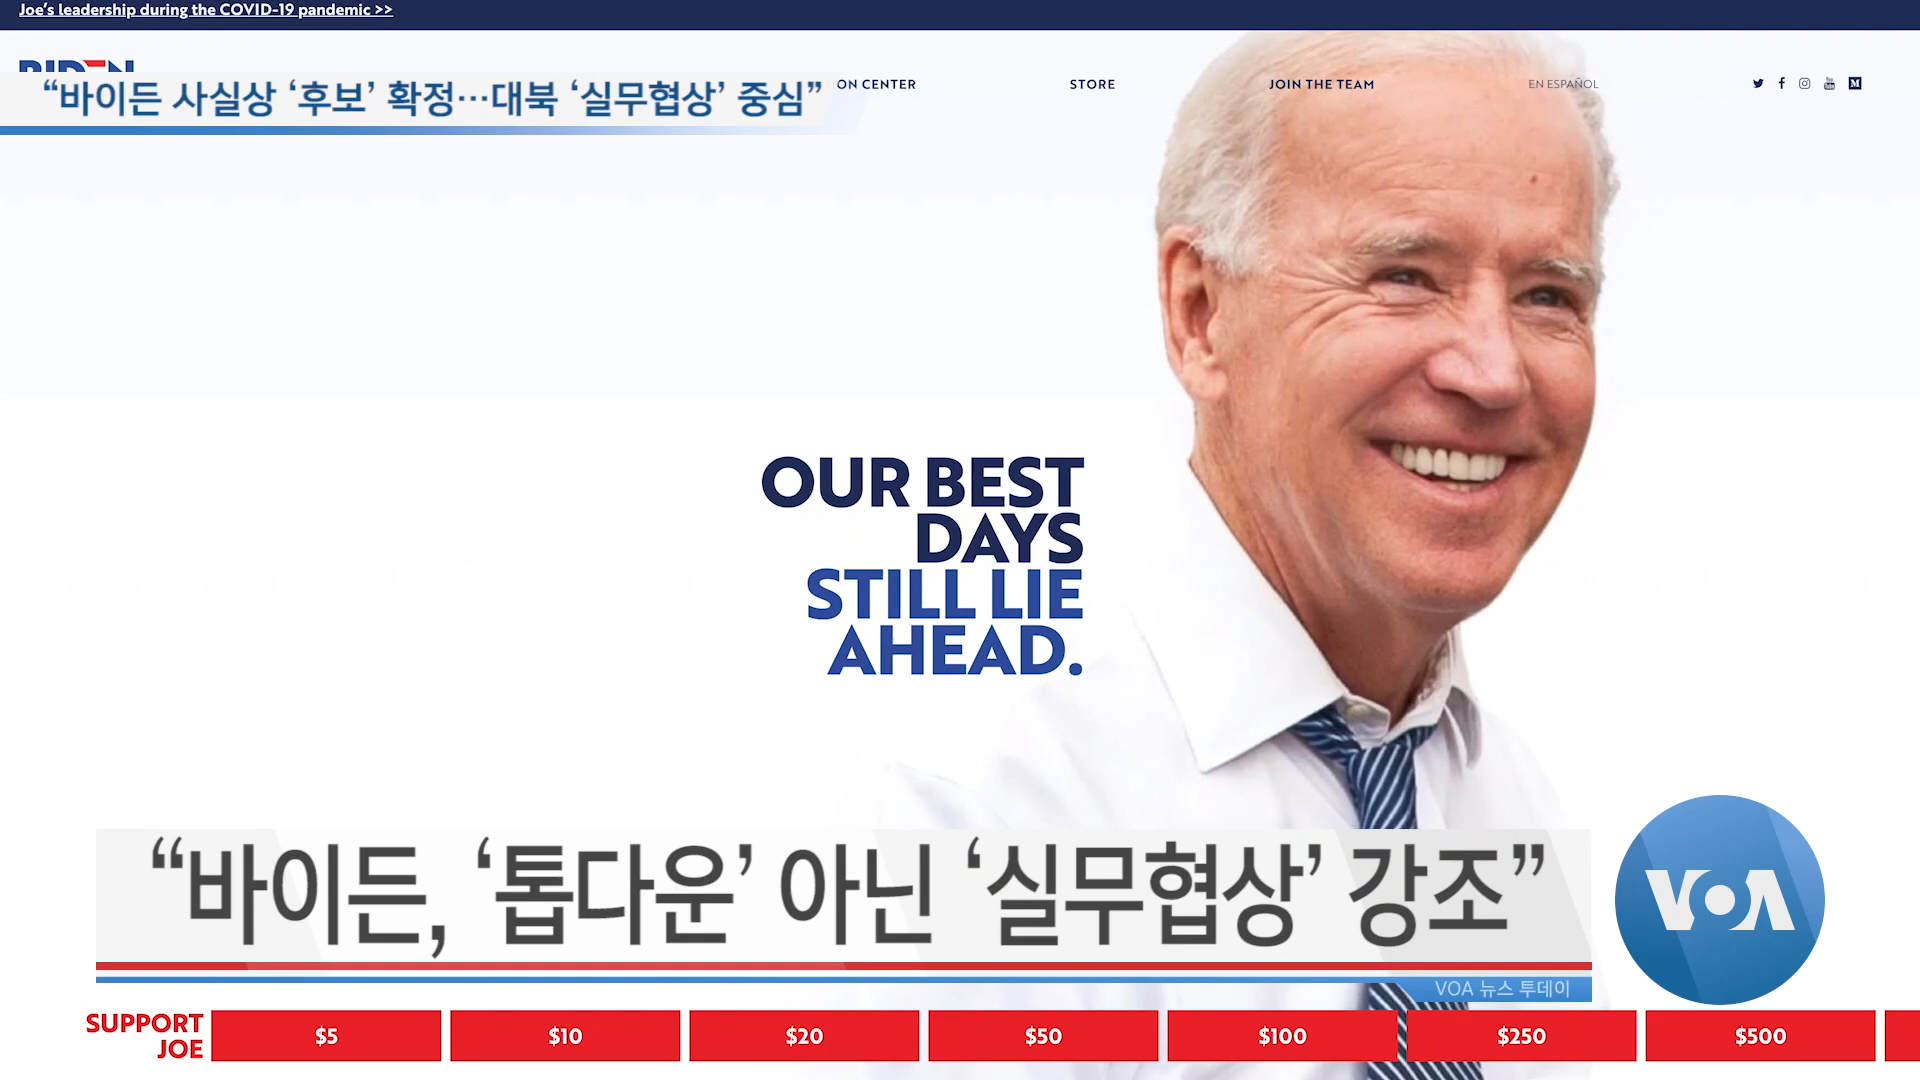 Joe's leadership during the COVID-19 pandemic >>
BIDEN
“바이든 사실상 ‘후보’ 확정…대북 ‘실무협상’ 중심”
ON CENTER
STORE
JOIN THE TEAM
EN ESPAÑOL
OUR BEST
DAYS
STILL LIE
AHEAD.
“바이든, ‘톱다운’ 아닌 ‘실무협상’ 강조”
VOA
VOA 뉴스 투데이
SUPPORT
JOE
$5
$10
$20
$50
$100
$250
$500